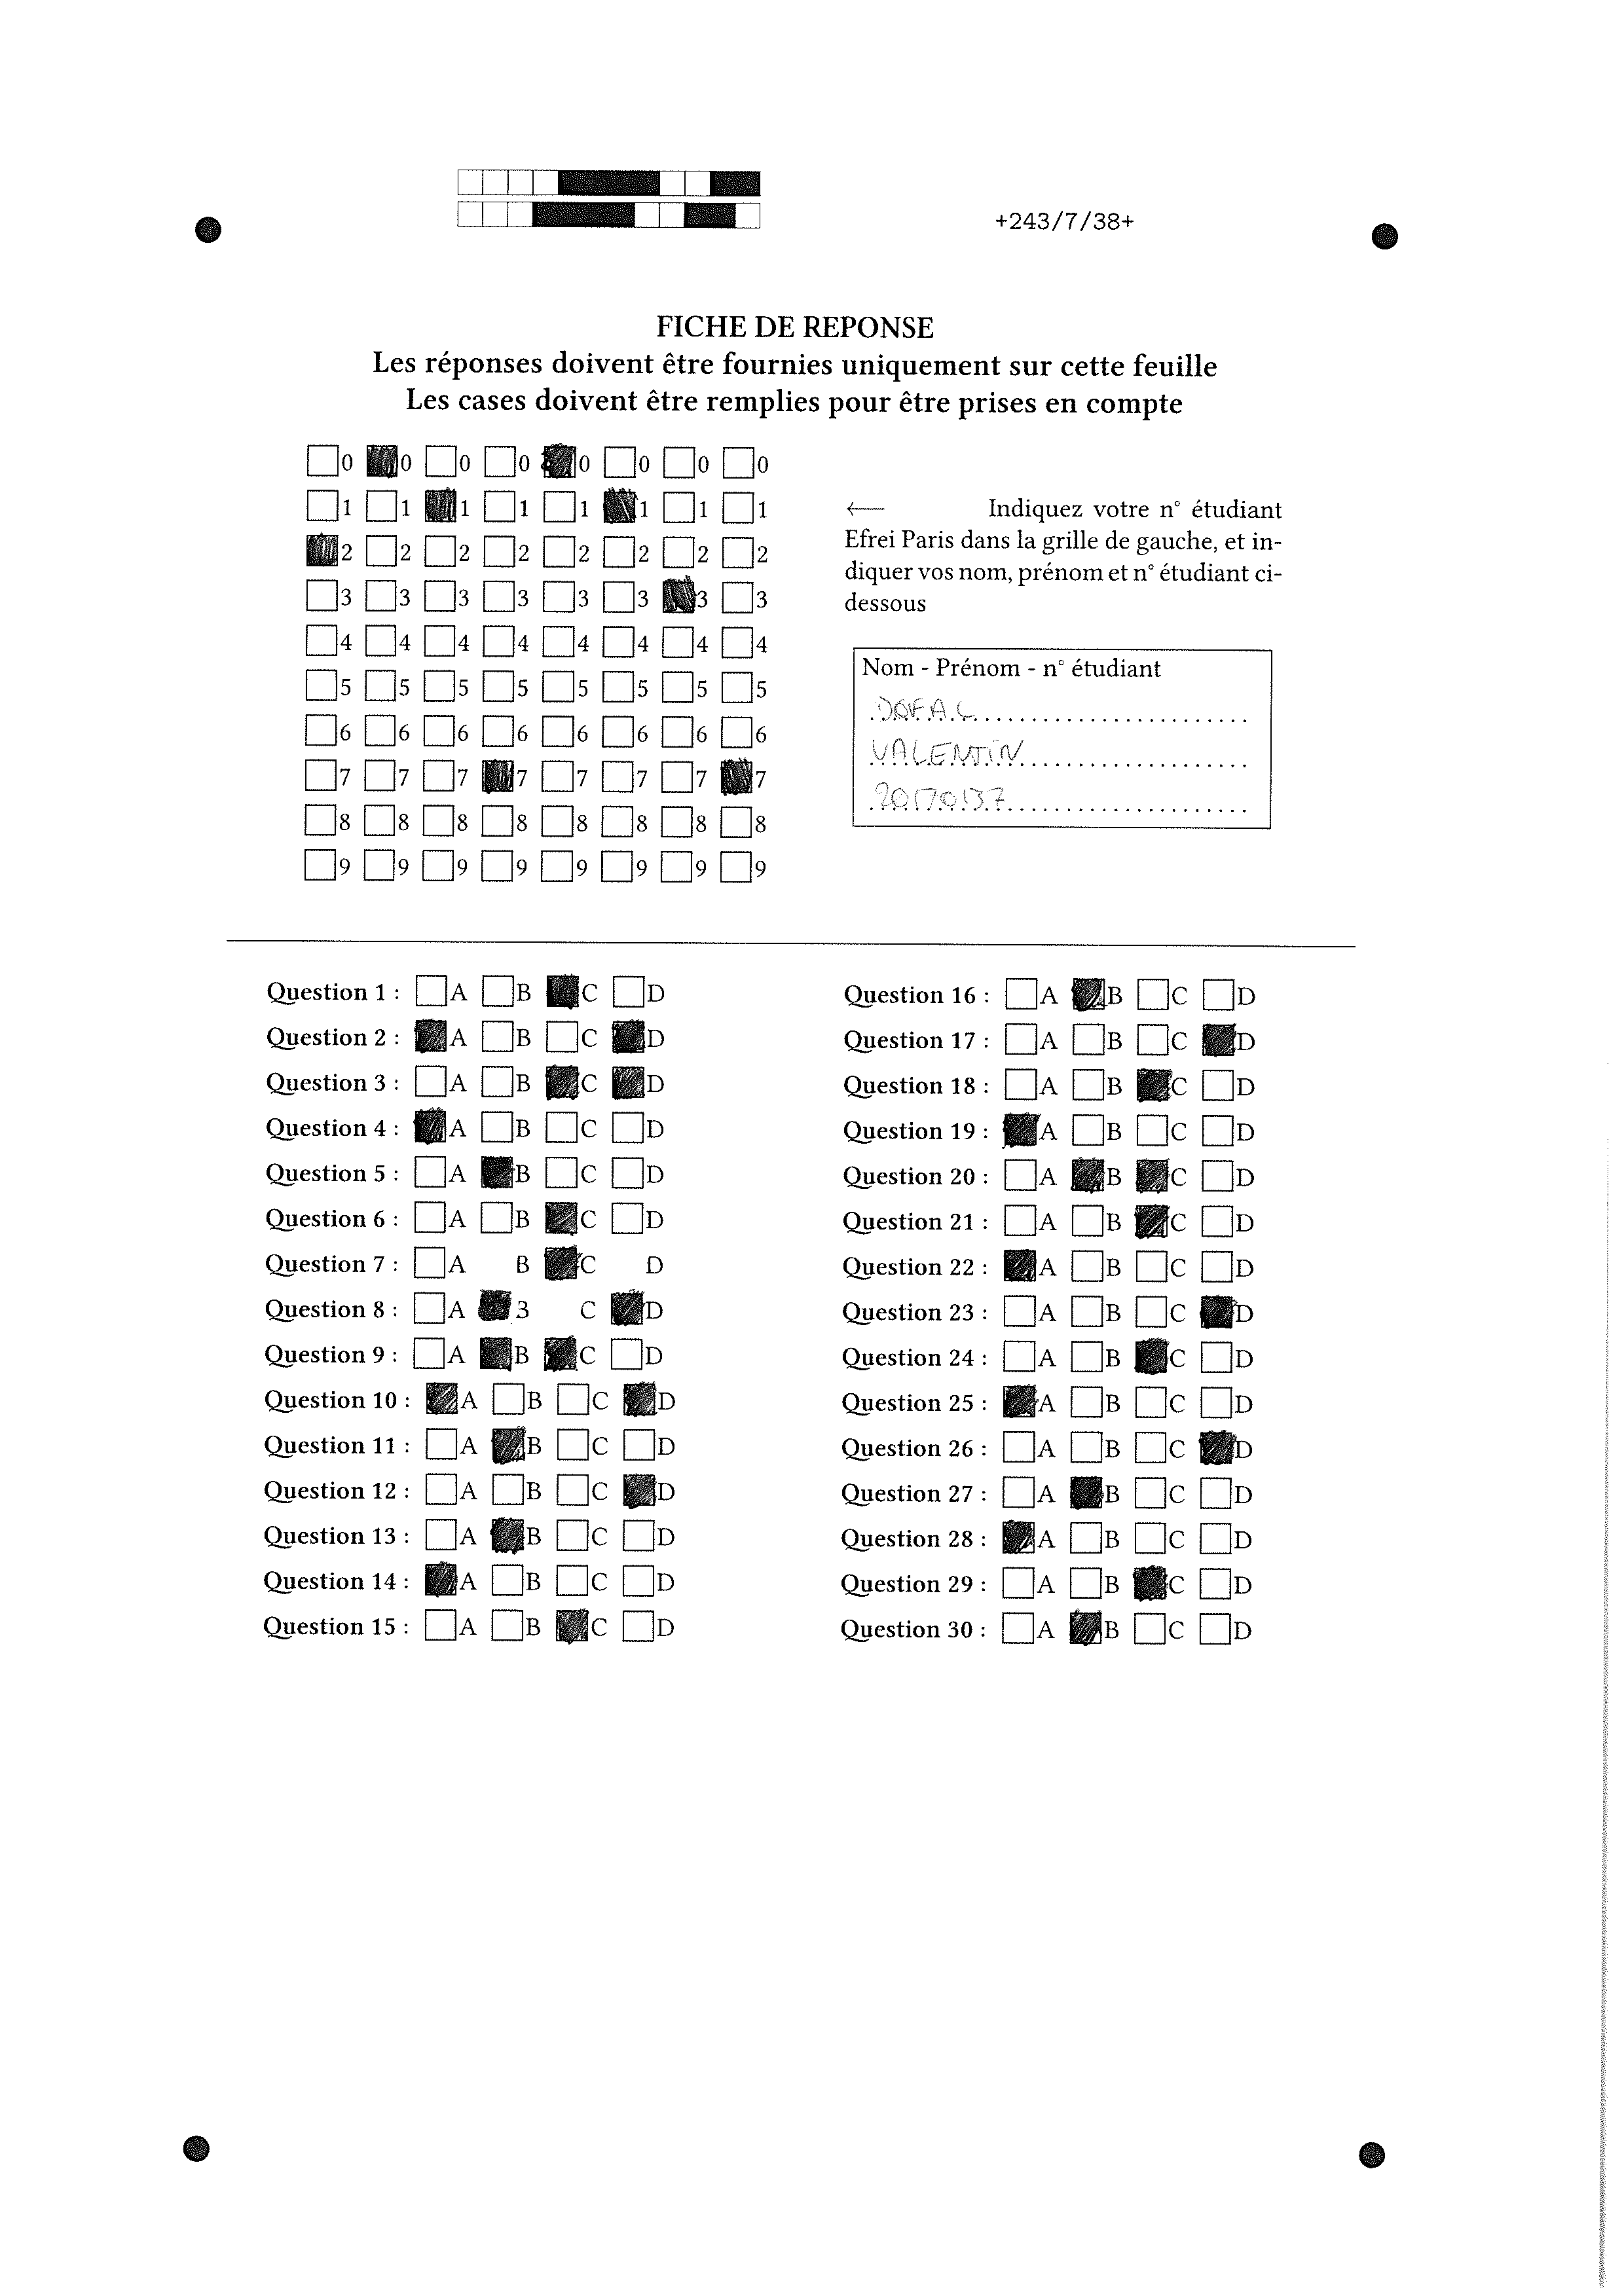 +243/7/38+
FICHE DE REPONSE
Les réponses doivent être fournies uniquement sur cette feuille
Les cases doivent être remplies pour être prises en compte
0 0 0 0 0 0 0 0
1 1 1 1 1 1 1 1
2 2 2 2 2 2 2 2
3 3 3 3 3 3 3 3
4 4 4 4 4 4 4 4
5 5 5 5 5 5 5 5
6 6 6 6 6 6 6 6
7 7 7 7 7 7 7 7
8 8 8 8 8 8 8 8
9 9 9 9 9 9 9 9
← Indiquez votre n° étudiant
Efrei Paris dans la grille de gauche, et in-
diquer vos nom, prénom et n° étudiant ci-
dessous
Nom - Prénom - n° étudiant
VALENTIN
20170137
Question 1 : A B C D
Question 2 : A B C D
Question 3 : A B C D
Question 4 : A B C D
Question 5 : A B C D
Question 6 : A B C D
Question 7 : A B C D
Question 8 : A 3 C D
Question 9 : A B C D
Question 10 : A B C D
Question 11 : A B C D
Question 12 : A B C D
Question 13 : A B C D
Question 14 : A B C D
Question 15 : A B C D
Question 16 : A B C D
Question 17 : A B C D
Question 18 : A B C D
Question 19 : A B C D
Question 20 : A B C D
Question 21 : A B C D
Question 22 : A B C D
Question 23 : A B C D
Question 24 : A B C D
Question 25 : A B C D
Question 26 : A B C D
Question 27 : A B C D
Question 28 : A B C D
Question 29 : A B C D
Question 30 : A B C D